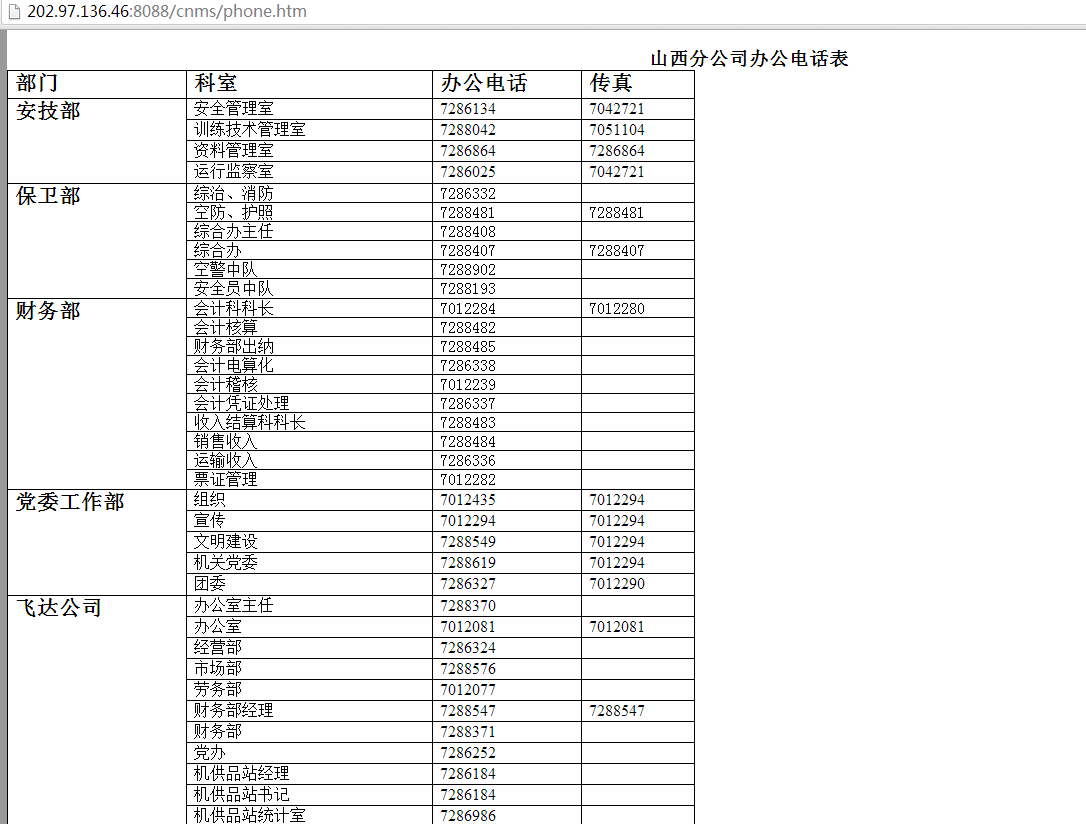 202.97.136.46:8088/cnms/phone.htm
山西分公司办公电话表
部门 科室 办公电话 传真
安技部 安全管理室 7286134 7042721
训练技术管理室 7288042 7051104
资料管理室 7286864 7286864
运行监察室 7286025 7042721
保卫部 综治、消防 7286332
空防、护照 7288481 7288481
综合办主任 7288408
综合办 7288407 7288407
空警中队 7288902
安全员中队 7288193
财务部 会计科科长 7012284 7012280
会计核算 7288482
财务部出纳 7288485
会计电算化 7286338
会计稽核 7012239
会计凭证处理 7286337
收入结算科科长 7288483
销售收入 7288484
运输收入 7286336
票证管理 7012282
党委工作部 组织 7012435 7012294
宣传 7012294 7012294
文明建设 7288549 7012294
机关党委 7288619 7012294
团委 7286327 7012290
飞达公司 办公室主任 7288370
办公室 7012081 7012081
经营部 7286324
市场部 7288576
劳务部 7012077
财务部经理 7288547 7288547
财务部 7288371
党办 7286252
机供品站经理 7286184
机供品站书记 7286184
机供品站统计室 7286986